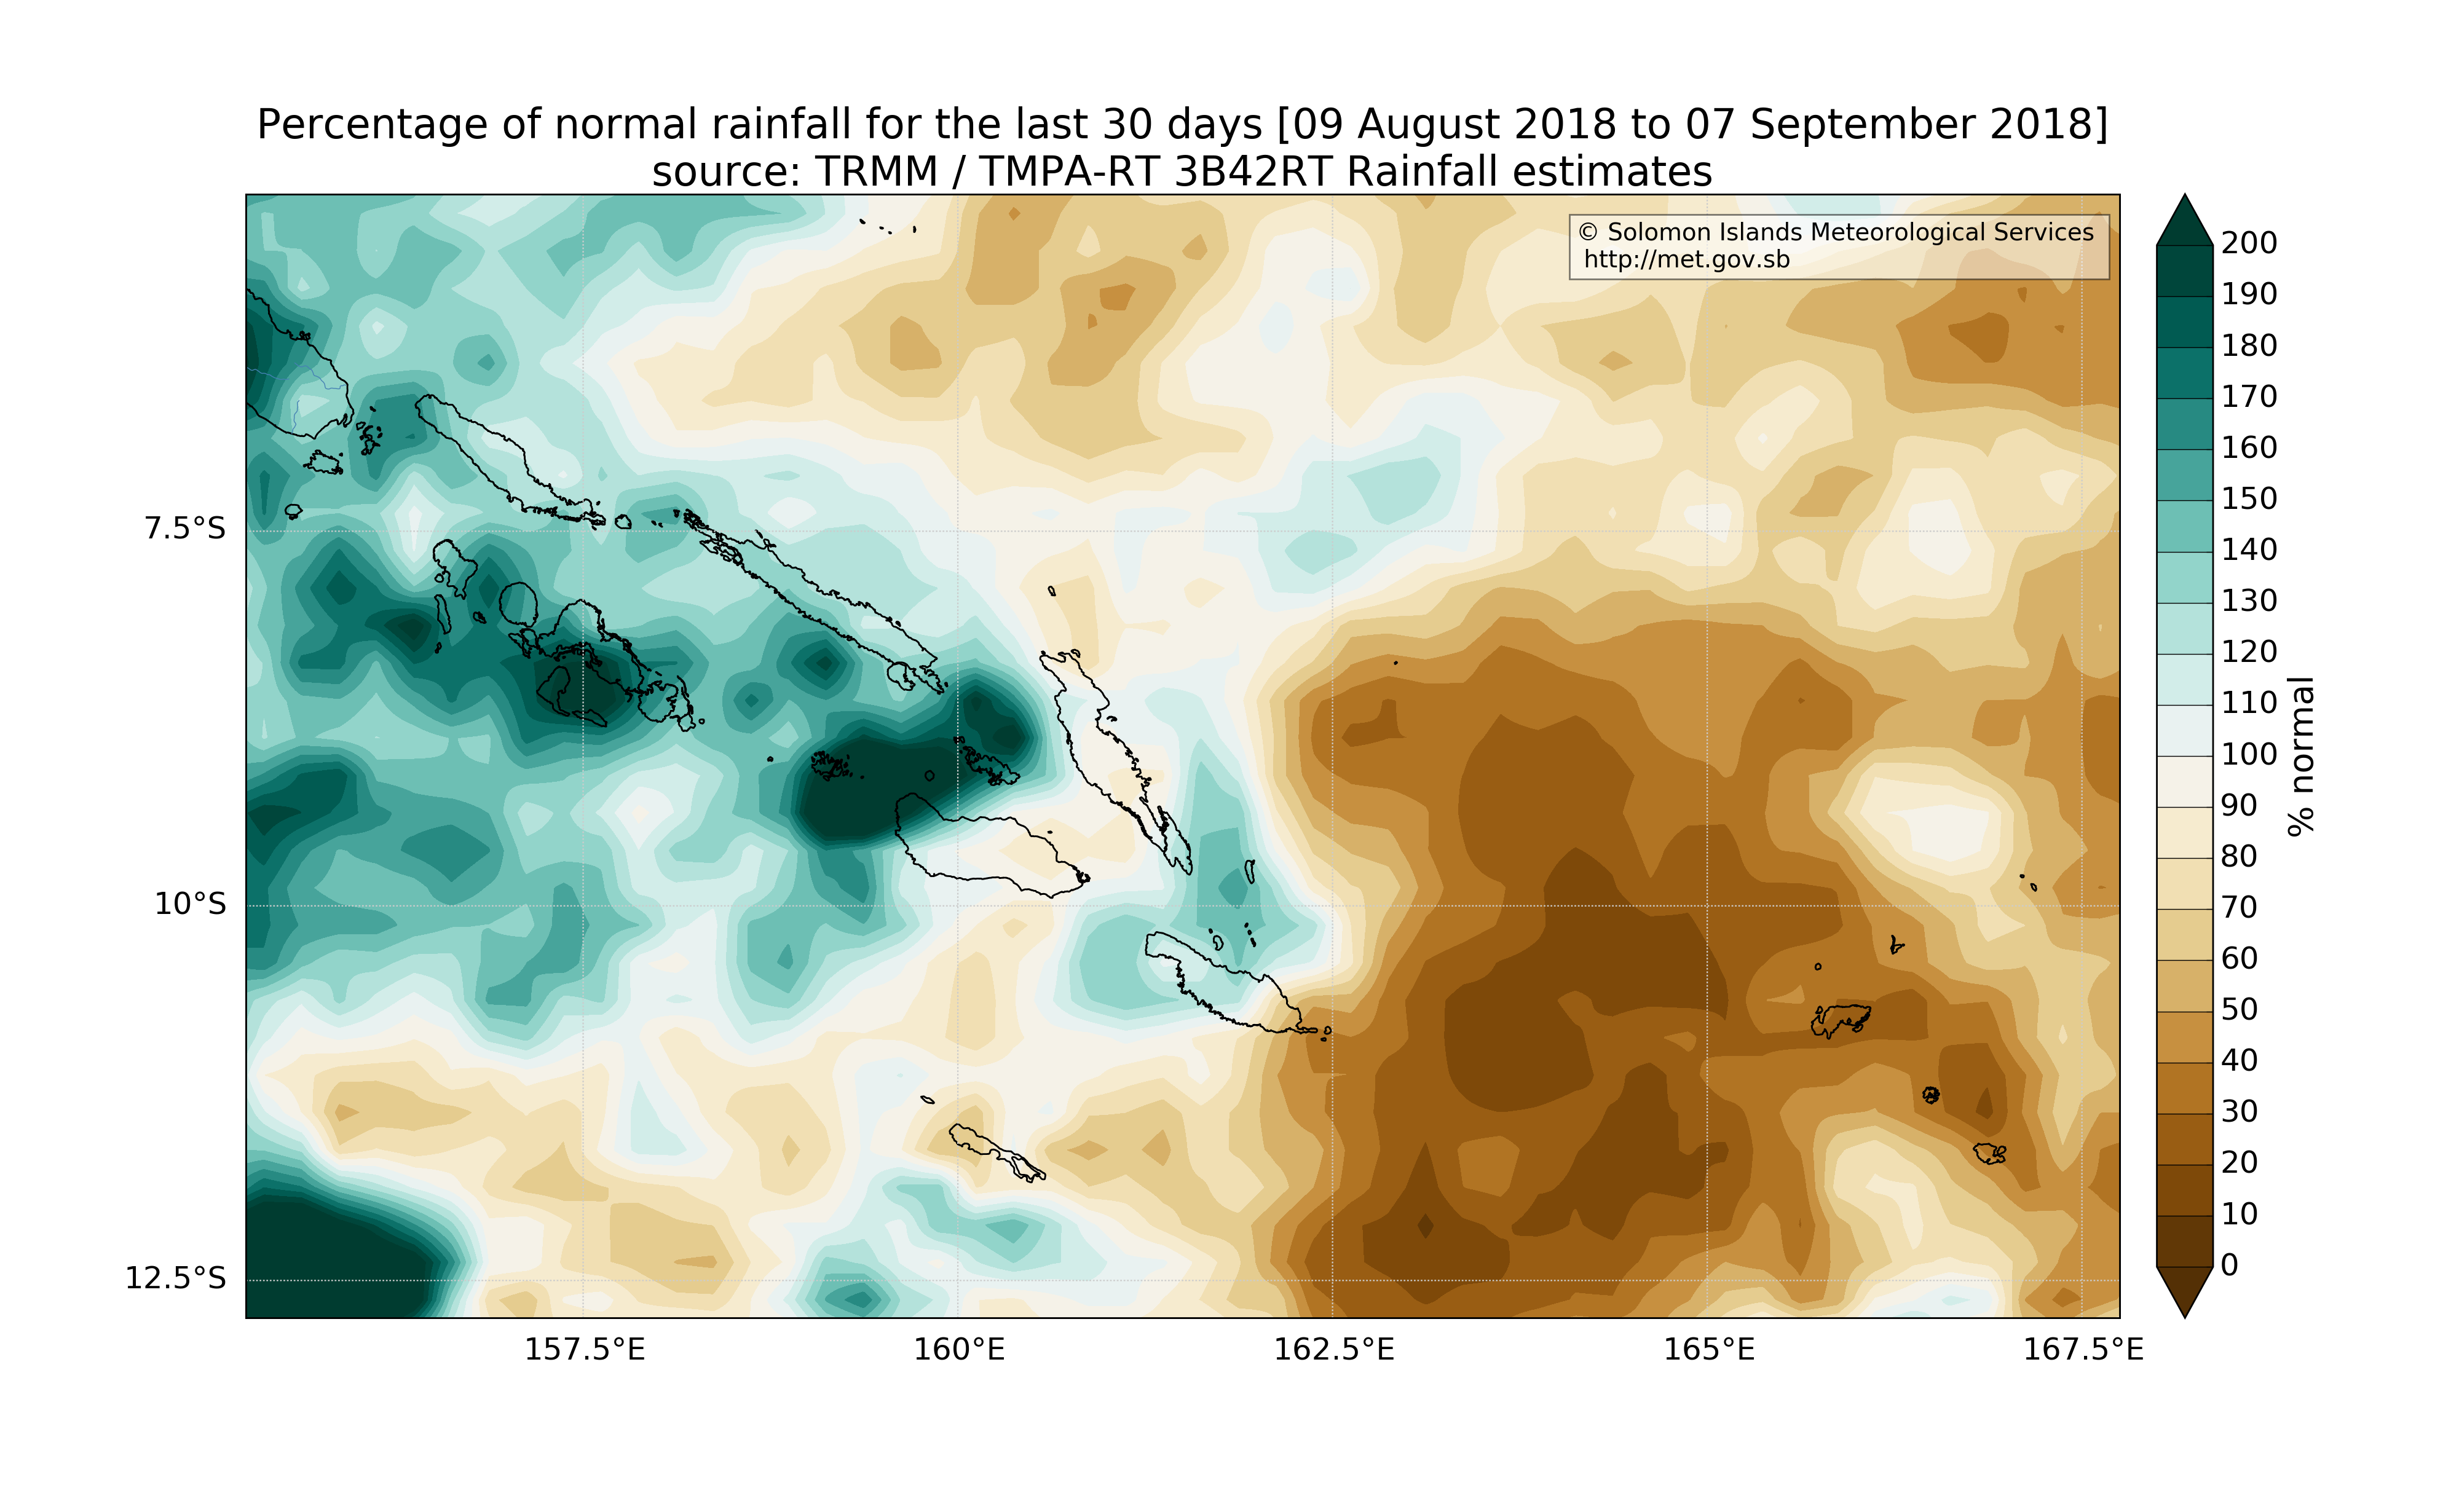 Percentage of normal rainfall for the last 30 days [09 August 2018 to 07 September 2018]
source: TRMM / TMPA-RT 3B42RT Rainfall estimates
© Solomon Islands Meteorological Services
http://met.gov.sb
7.5°S
10°S
12.5°S
157.5°E
160°E
162.5°E
165°E
167.5°E
200
190
180
170
160
150
140
130
120
110
100
90
80
70
60
50
40
30
20
10
0
% normal